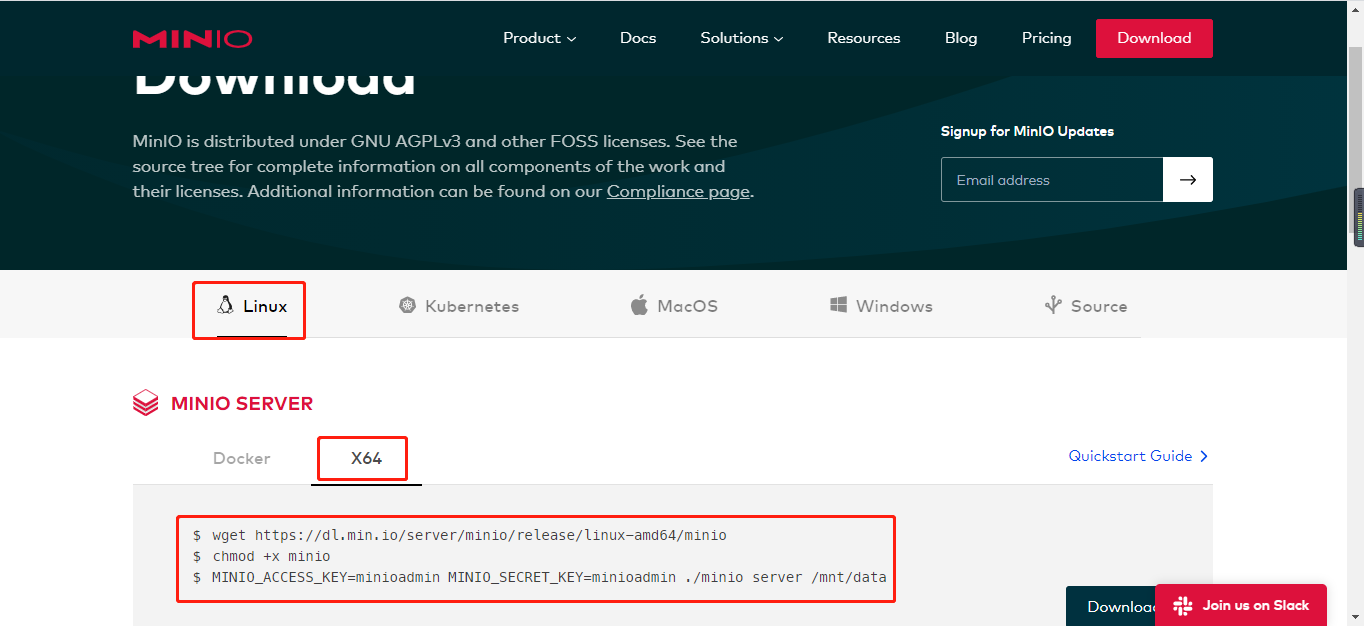 MINIO
Product
Docs
Solutions
Resources
Blog
Pricing
Download
Download
MinIO is distributed under GNU AGPLv3 and other FOSS licenses. See the
source tree for complete information on all components of the work and
their licenses. Additional information can be found on our Compliance page.
Signup for MinIO Updates
Email address
Linux
Kubernetes
MacOS
Windows
Source
MINIO SERVER
Docker
X64
Quickstart Guide
$ wget https://dl.min.io/server/minio/release/linux-amd64/minio
$ chmod +x minio
$ MINIO_ACCESS_KEY=minioadmin MINIO_SECRET_KEY=minioadmin ./minio server /mnt/data
Download
Join us on Slack